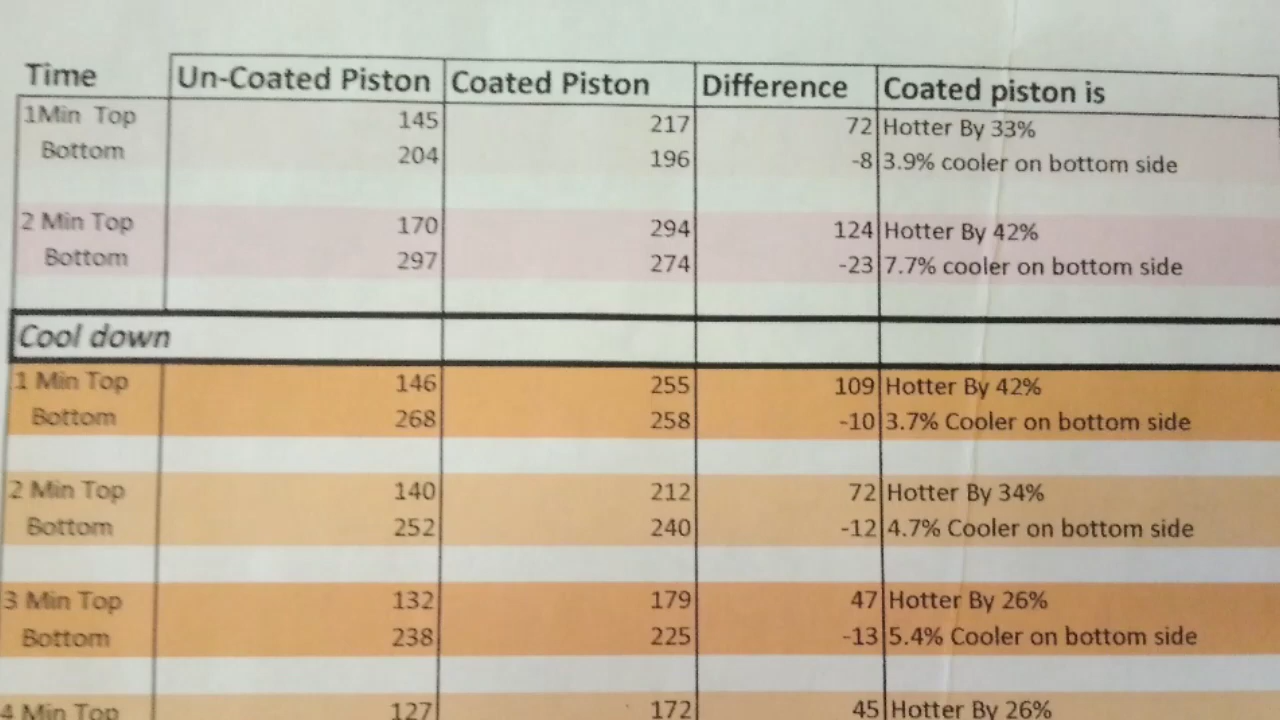 Time Un-Coated Piston Coated Piston Difference Coated piston is
1Min Top 145 217 72 Hotter By 33%
Bottom 204 196 -8 3.9% cooler on bottom side
2 Min Top 170 294 124 Hotter By 42%
Bottom 297 274 -23 7.7% cooler on bottom side
Cool down
1 Min Top 146 255 109 Hotter By 42%
Bottom 268 258 -10 3.7% Cooler on bottom side
2 Min Top 140 212 72 Hotter By 34%
Bottom 252 240 -12 4.7% Cooler on bottom side
3 Min Top 132 179 47 Hotter By 26%
Bottom 238 225 -13 5.4% Cooler on bottom side
4 Min Top 127 172 45 Hotter By 26%